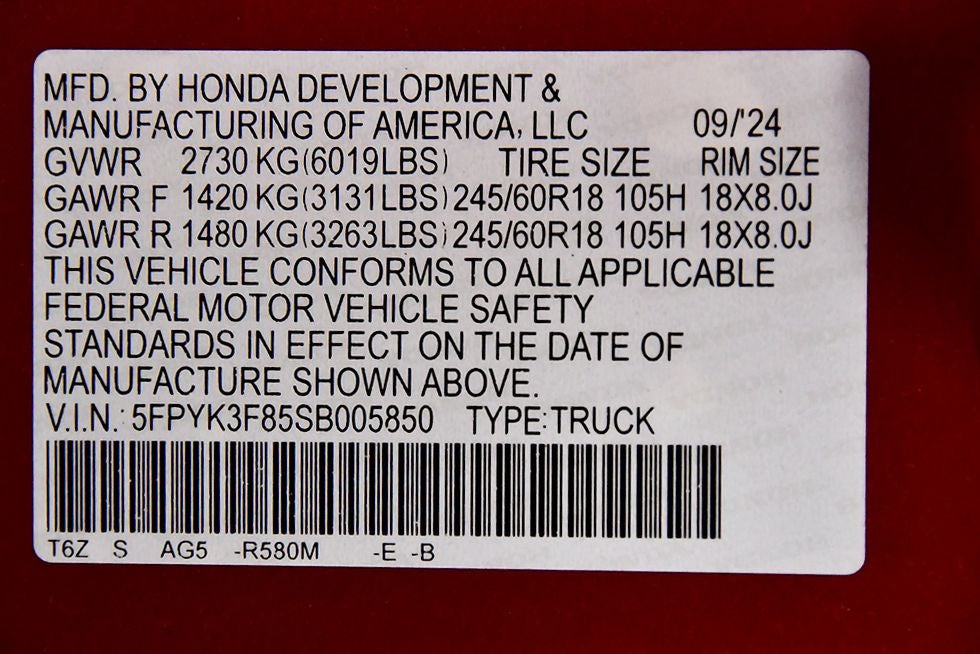 MFD. BY HONDA DEVELOPMENT &
MANUFACTURING OF AMERICA, LLC 09/'24
GVWR 2730 KG(6019LBS) TIRE SIZE RIM SIZE
GAWR F 1420 KG(3131LBS) 245/60R18 105H 18X8.0J
GAWR R 1480 KG(3263LBS) 245/60R18 105H 18X8.0J
THIS VEHICLE CONFORMS TO ALL APPLICABLE
FEDERAL MOTOR VEHICLE SAFETY
STANDARDS IN EFFECT ON THE DATE OF
MANUFACTURE SHOWN ABOVE.
V.I.N.: 5FPYK3F85SB005850 TYPE:TRUCK
T6Z S AG5 -R580M -E -B